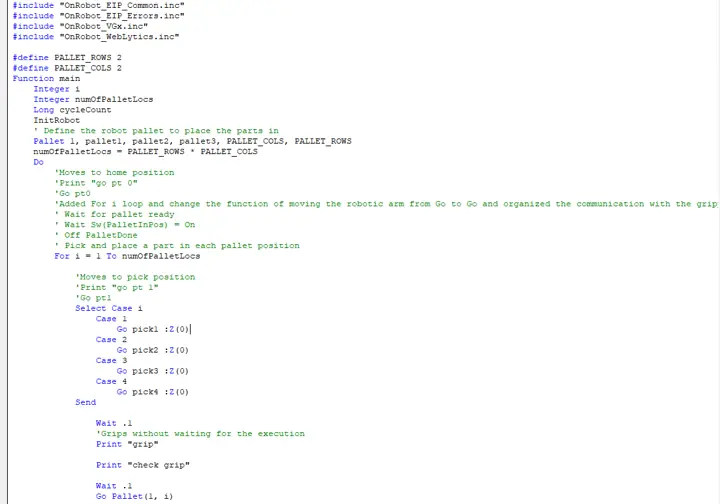 #include "OnRobot_EIP_Common.inc"
#include "OnRobot_EIP_Errors.inc"
#include "OnRobot_VGx.inc"
#include "OnRobot_WebLytics.inc"
#define PALLET_ROWS 2
#define PALLET_COLS 2
Function main
Integer i
Integer numOfPalletLocs
Long cycleCount
InitRobot
' Define the robot pallet to place the parts in
Pallet 1, pallet1, pallet2, pallet3, PALLET_COLS, PALLET_ROWS
numOfPalletLocs = PALLET_ROWS * PALLET_COLS
Do
'Moves to home position
'Print "go pt 0"
'Go pt0
'Added For i loop and change the function of moving the robotic arm from Go to Go and organized the communication with the grip
' Wait for pallet ready
' Wait Sw(PalletInPos) = On
' Off PalletDone
' Pick and place a part in each pallet position
For i = 1 To numOfPalletLocs
'Moves to pick position
'Print "go pt 1"
'Go pt1
Select Case i
Case 1
Go pick1 :Z(0)
Case 2
Go pick2 :Z(0)
Case 3
Go pick3 :Z(0)
Case 4
Go pick4 :Z(0)
Send
Wait .1
'Grips without waiting for the execution
Print "grip"
Print "check grip"
Wait .1
Go Pallet(1, i)